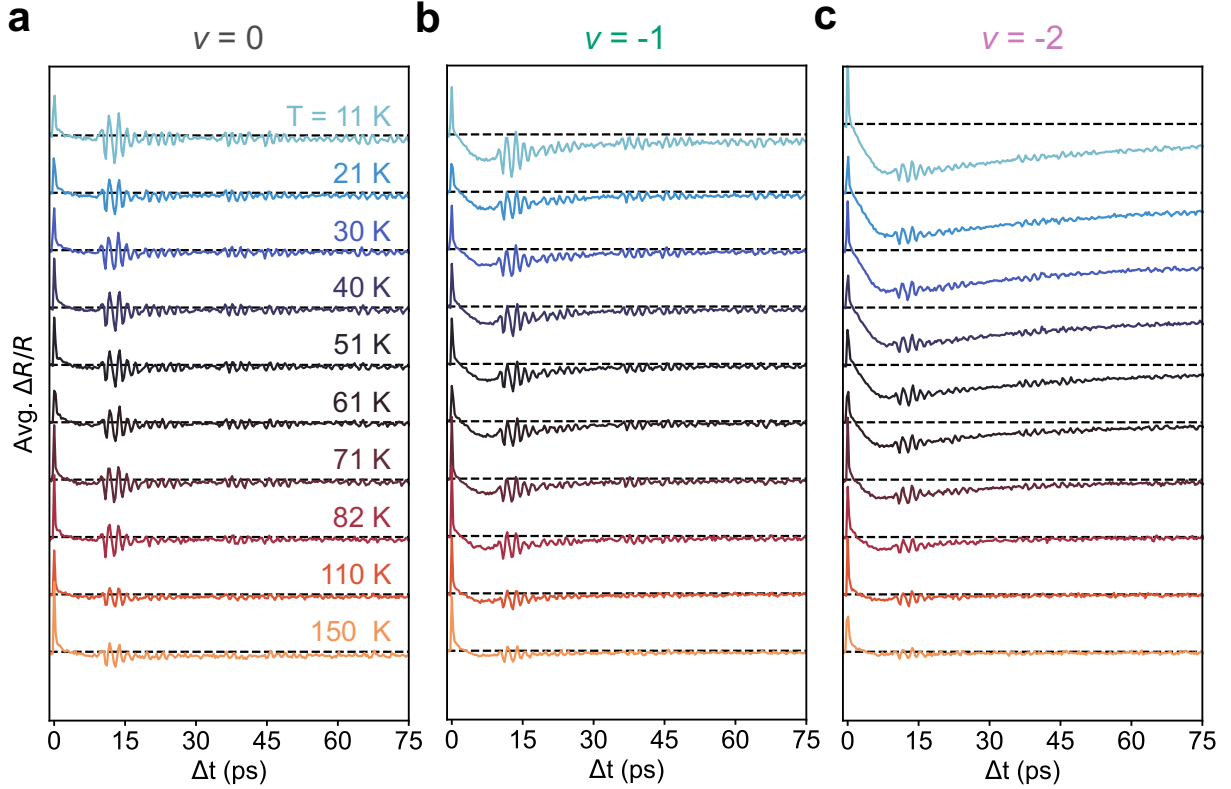 a
b
c
v = 0
v = -1
v = -2
T = 11 K
21 K
30 K
40 K
51 K
61 K
71 K
82 K
110 K
150 K
Avg. ΔR/R
0 15 30 45 60 75
0 15 30 45 60 75
0 15 30 45 60 75
Δt (ps)
Δt (ps)
Δt (ps)